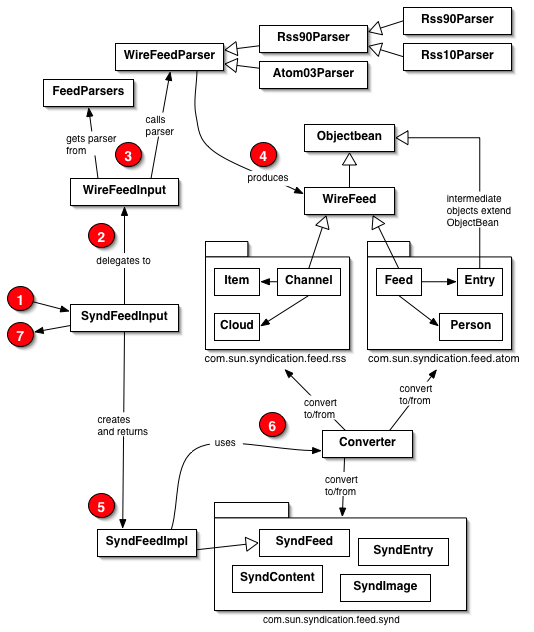 Rss90Parser
Rss90Parser
WireFeedParser
Rss10Parser
Atom03Parser
FeedParsers
calls
parser
gets parser
from
3
4
Objectbean
produces
WireFeedInput
WireFeed
intermediate
objects extend
ObjectBean
2
delegates to
Item
Channel
Feed
Entry
1
SyndFeedInput
7
Cloud
Person
com.sun.syndication.feed.rss
com.sun.syndication.feed.atom
convert
to/from
convert
to/from
creates
and returns
6
uses
Converter
convert
to/from
5
SyndFeedImpl
SyndFeed
SyndEntry
SyndContent
SyndImage
com.sun.syndication.feed.synd